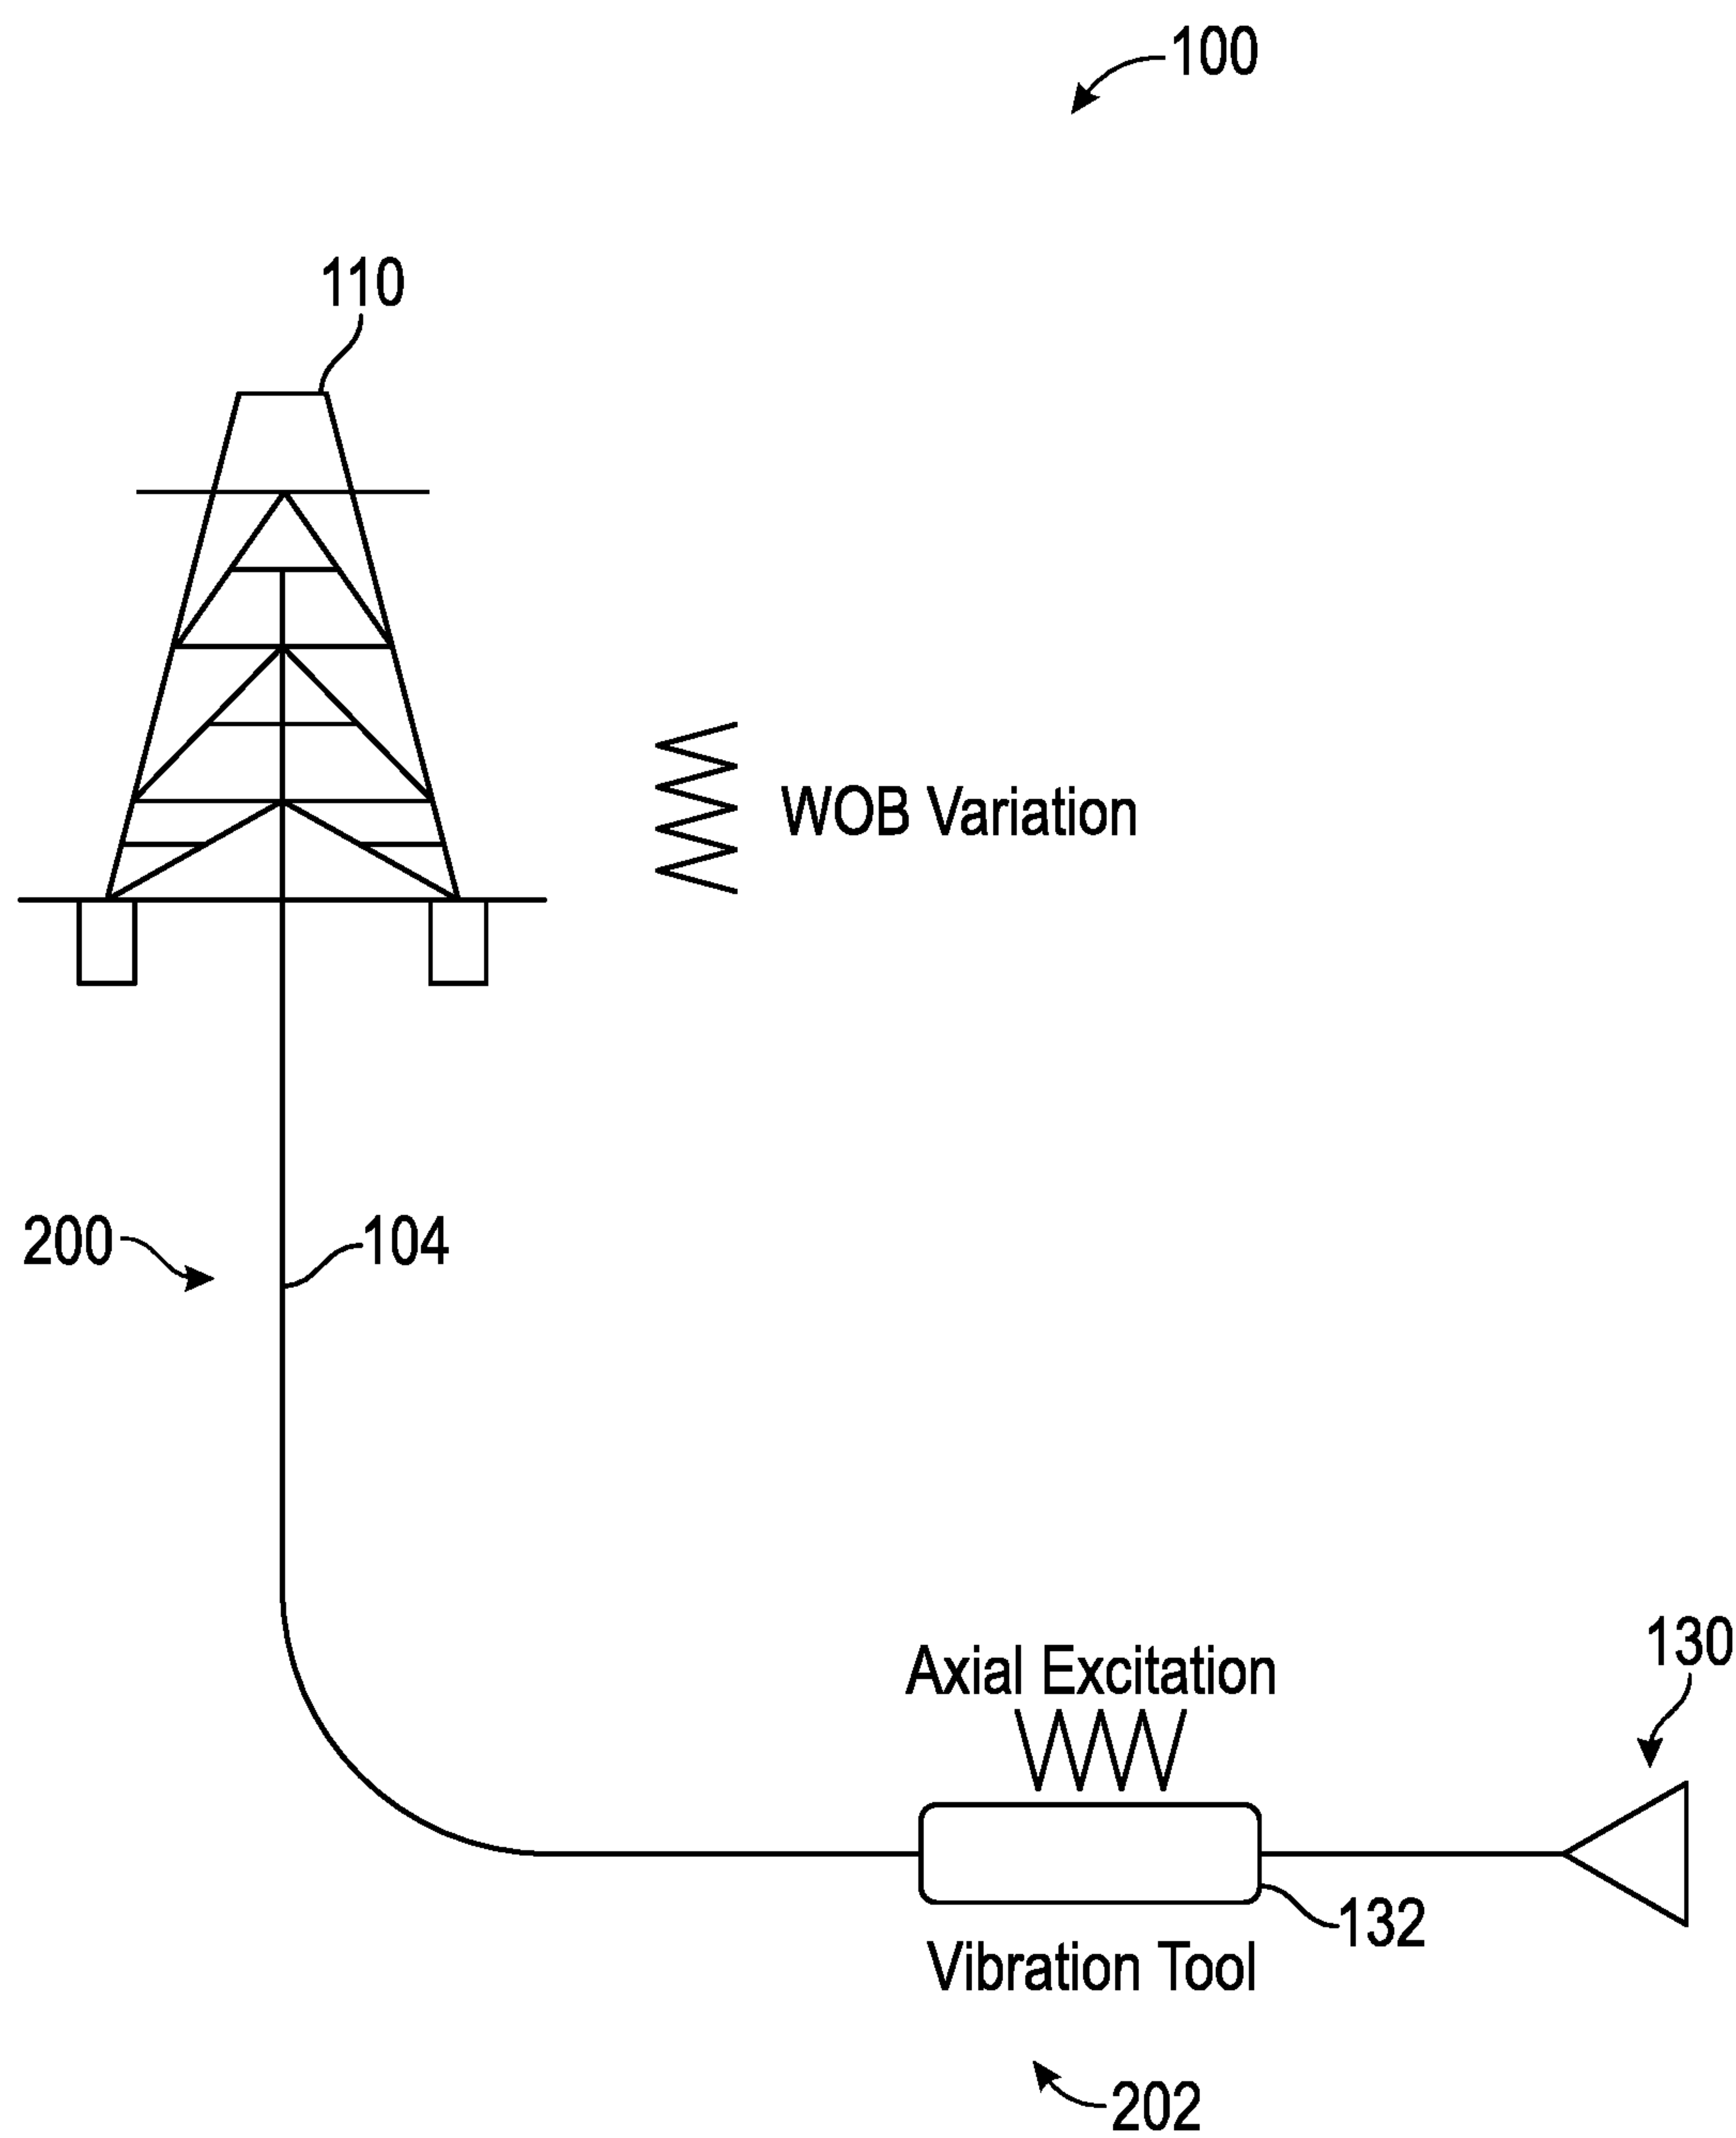 100
110
WOB Variation
200
104
130
Axial Excitation
132
Vibration Tool
202